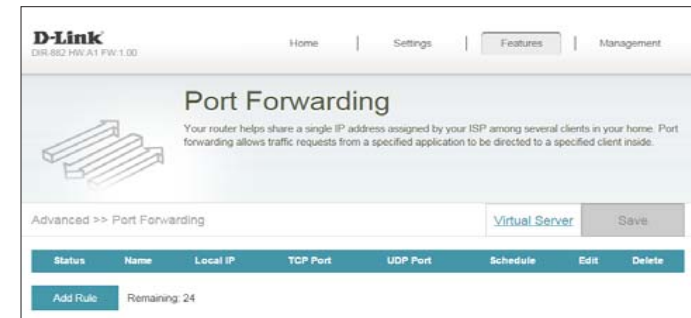 D-Link
DIR-882 HW:A1 FW:1.00
Home | Settings | Features | Management
Port Forwarding
Your router helps share a single IP address assigned by your ISP among several clients in your home. Port
forwarding allows traffic requests from a specified application to be directed to a specified client inside.
Advanced >> Port Forwarding
Virtual Server
Save
Status Name Local IP TCP Port UDP Port Schedule Edit Delete
Add Rule
Remaining: 24